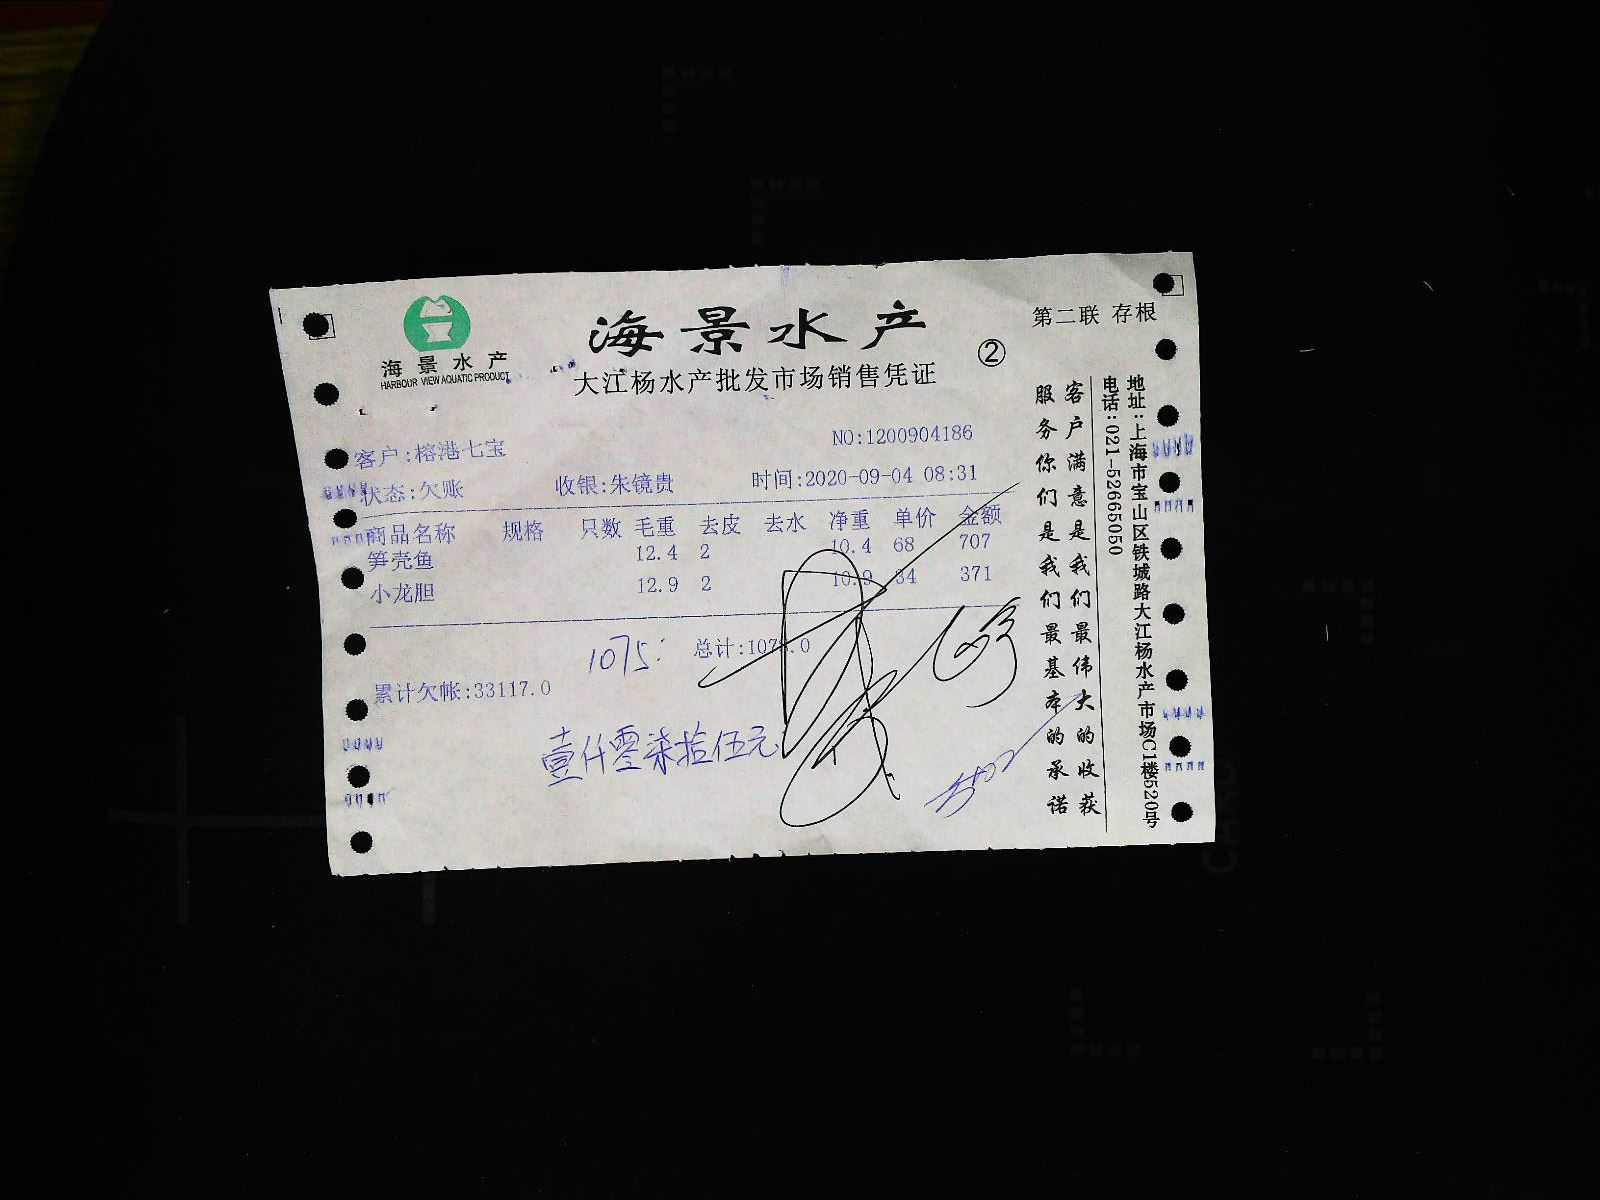 海景水产
HARBOUR VIEW AQUATIC PRODUCT
海景水产
大江杨水产批发市场销售凭证
②
第二联 存根
客户:榕港七宝
NO:1200904186
状态:欠账 收银:朱镜贵 时间:2020-09-04 08:31
商品名称 规格 只数 毛重 去皮 去水 净重 单价 金额
笋壳鱼 12.4 2 10.4 68 707
小龙胆 12.9 2 10.9 34 371
1075: 总计:
累计欠帐:33117.0
壹仟零柒拾伍元
客户满意是我们最伟大的收获
服务你们是我们最基本的承诺
地址:上海市宝山区铁城路大江杨水产市场C1楼520号
电话:021-52665050